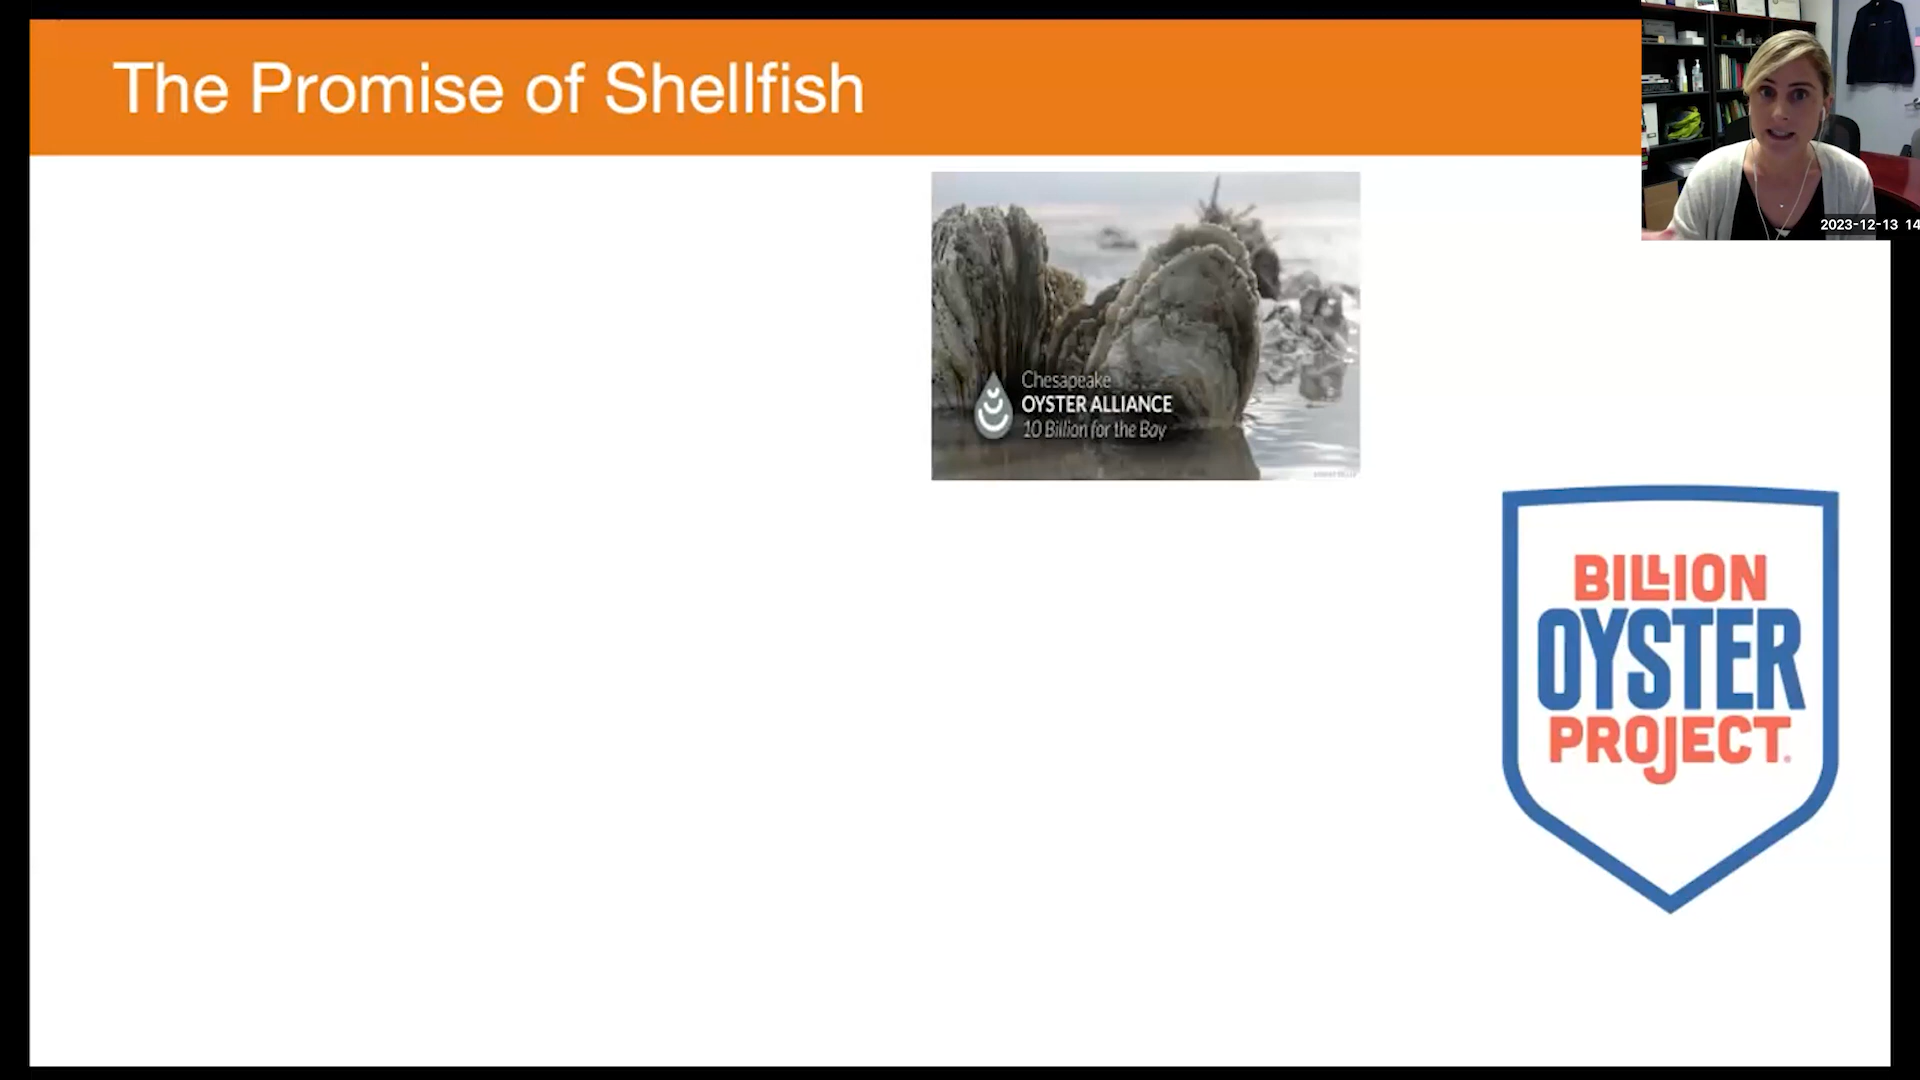 The Promise of Shellfish
2023-12-13 14
Chesapeake
OYSTER ALLIANCE
10 Billion for the Bay
BILLION
OYSTER
PROJECT